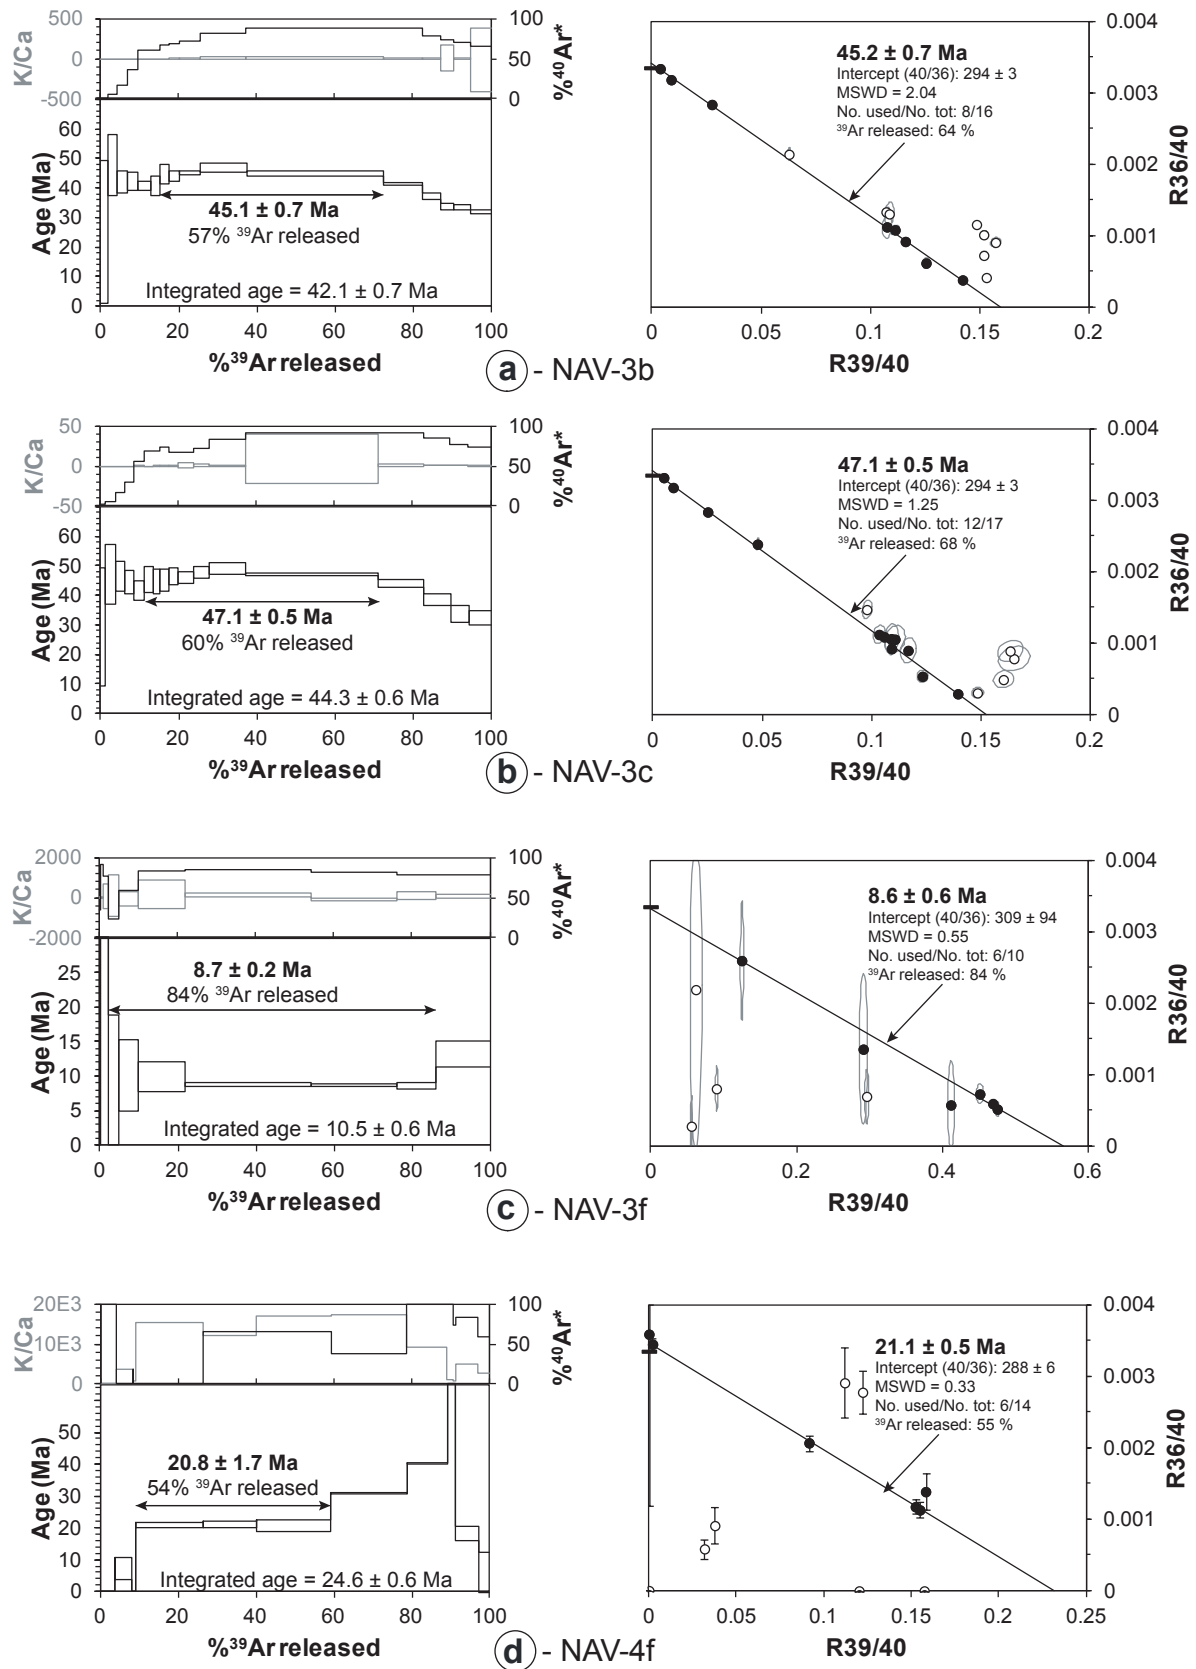 500
K/Ca
-500
100
50
0
%⁴⁰Ar*
60
50
40
30
20
10
0
Age (Ma)
45.1 ± 0.7 Ma
57% ³⁹Ar released
Integrated age = 42.1 ± 0.7 Ma
0 20 40 60 80 100
%³⁹Ar released
45.2 ± 0.7 Ma
Intercept (40/36): 294 ± 3
MSWD = 2.04
No. used/No. tot: 8/16
³⁹Ar released: 64 %
0.004
0.003
0.002
0.001
0
R36/40
0 0.05 0.1 0.15 0.2
R39/40
a - NAV-3b
50
0
-50
K/Ca
100
50
0
%⁴⁰Ar*
60
50
40
30
20
10
0
Age (Ma)
47.1 ± 0.5 Ma
60% ³⁹Ar released
Integrated age = 44.3 ± 0.6 Ma
0 20 40 60 80 100
%³⁹Ar released
47.1 ± 0.5 Ma
Intercept (40/36): 294 ± 3
MSWD = 1.25
No. used/No. tot: 12/17
³⁹Ar released: 68 %
0.004
0.003
0.002
0.001
0
R36/40
0 0.05 0.1 0.15 0.2
R39/40
b - NAV-3c
2000
0
-2000
K/Ca
100
50
0
%⁴⁰Ar*
25
20
15
10
5
0
Age (Ma)
8.7 ± 0.2 Ma
84% ³⁹Ar released
Integrated age = 10.5 ± 0.6 Ma
0 20 40 60 80 100
%³⁹Ar released
8.6 ± 0.6 Ma
Intercept (40/36): 309 ± 94
MSWD = 0.55
No. used/No. tot: 6/10
³⁹Ar released: 84 %
0.004
0.003
0.002
0.001
0
R36/40
0 0.2 0.4 0.6
R39/40
c - NAV-3f
20E3
10E3
0
K/Ca
100
50
0
%⁴⁰Ar*
50
40
30
20
10
0
Age (Ma)
20.8 ± 1.7 Ma
54% ³⁹Ar released
Integrated age = 24.6 ± 0.6 Ma
0 20 40 60 80 100
%³⁹Ar released
21.1 ± 0.5 Ma
Intercept (40/36): 288 ± 6
MSWD = 0.33
No. used/No. tot: 6/14
³⁹Ar released: 55 %
0.004
0.003
0.002
0.001
0
R36/40
0 0.05 0.1 0.15 0.2 0.25
R39/40
d - NAV-4f